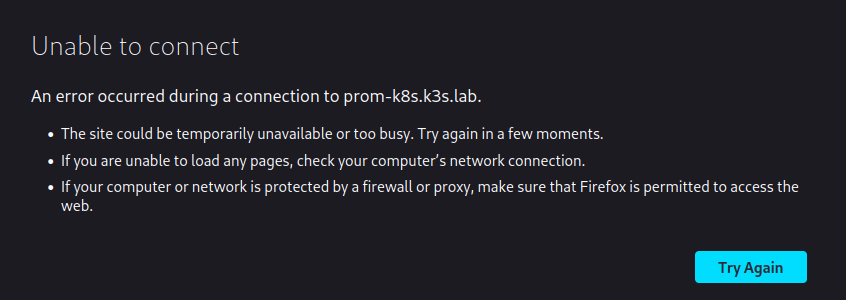 Unable to connect
An error occurred during a connection to prom-k8s.k3s.lab.
• The site could be temporarily unavailable or too busy. Try again in a few moments.
• If you are unable to load any pages, check your computer’s network connection.
• If your computer or network is protected by a firewall or proxy, make sure that Firefox is permitted to access the
web.
Try Again